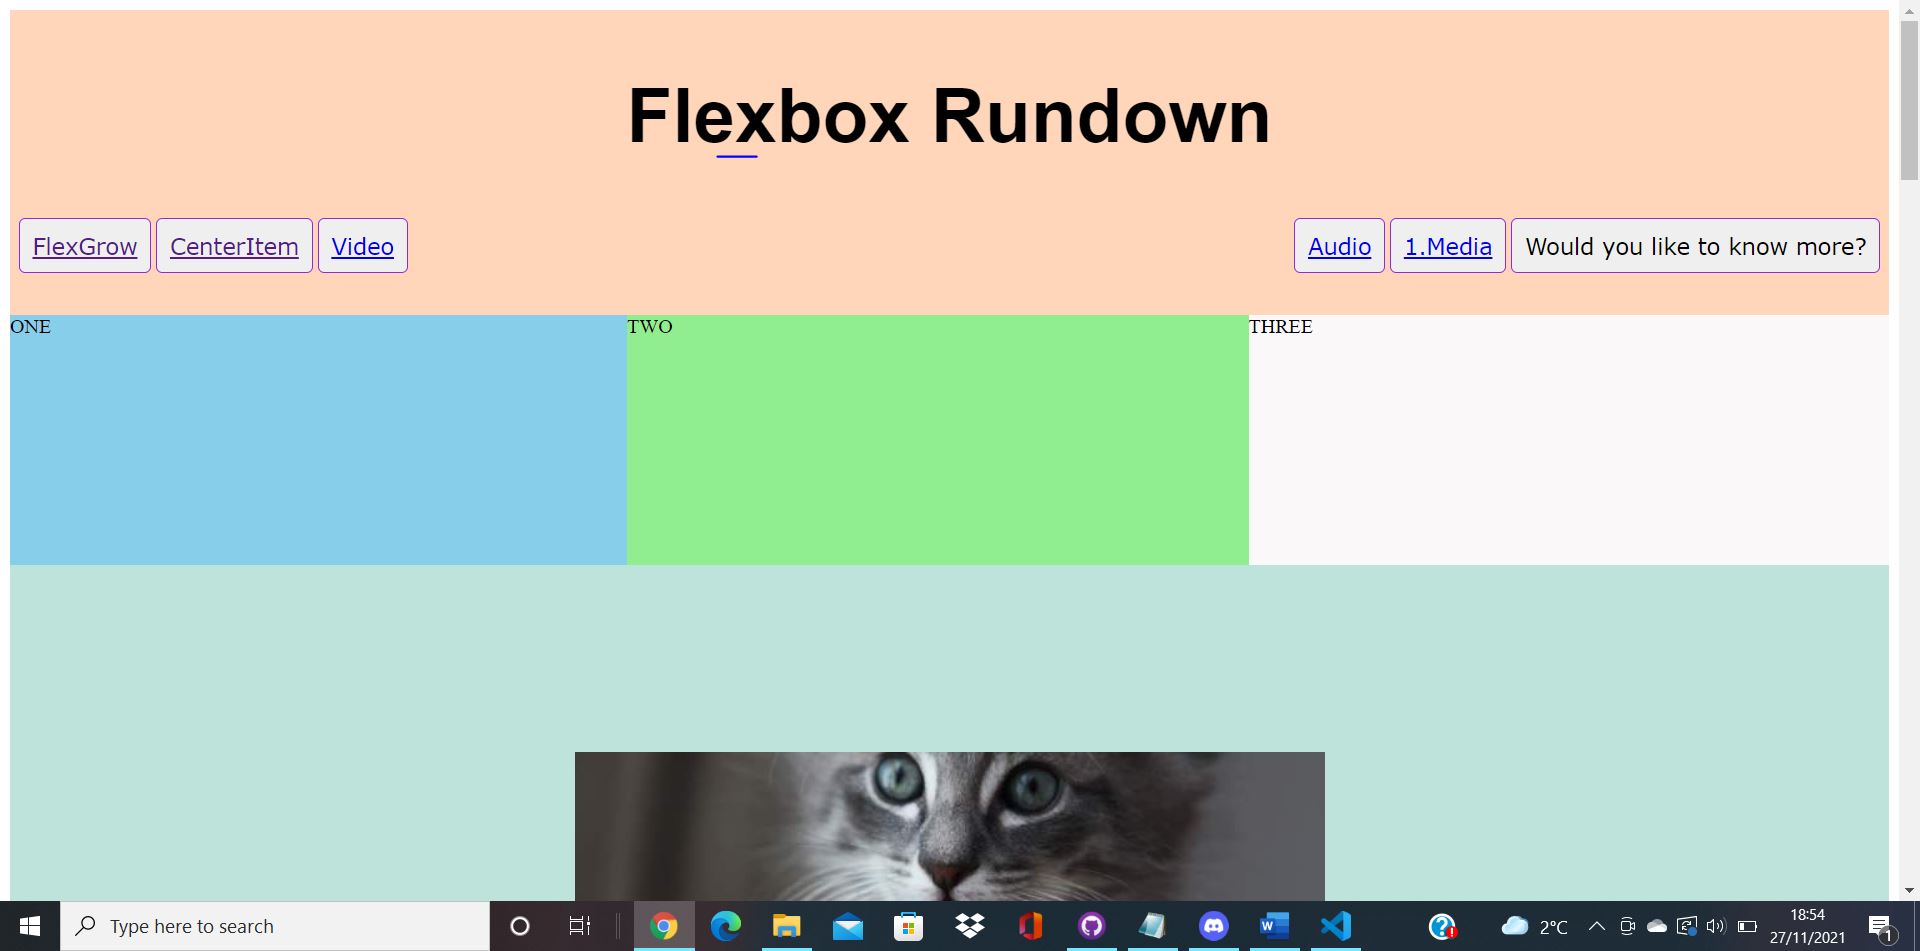 Flexbox Rundown
FlexGrow CenterItem Video Audio 1.Media Would you like to know more?
ONE TWO THREE
Type here to search 2°C 18:54
27/11/2021 1